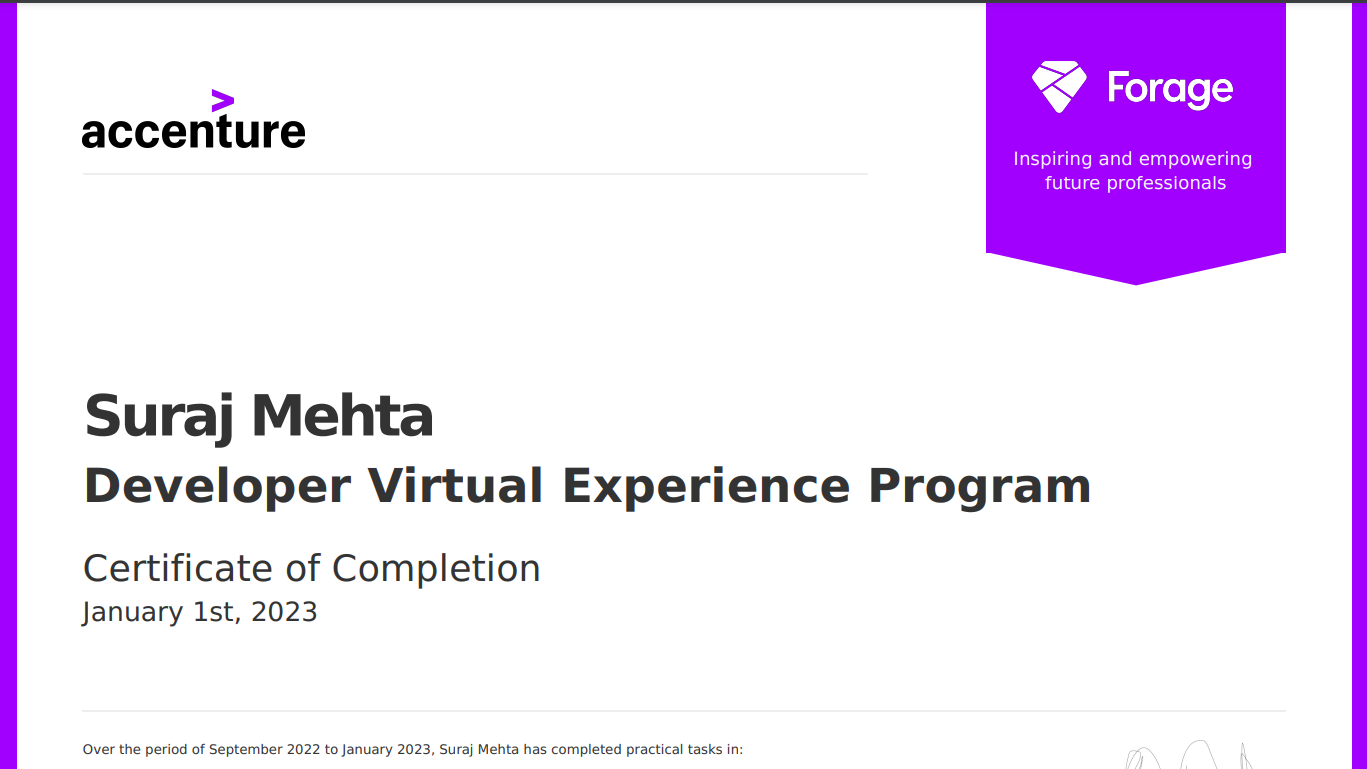 accenture
>
Forage
Inspiring and empowering
future professionals
Suraj Mehta
Developer Virtual Experience Program
Certificate of Completion
January 1st, 2023
Over the period of September 2022 to January 2023, Suraj Mehta has completed practical tasks in: